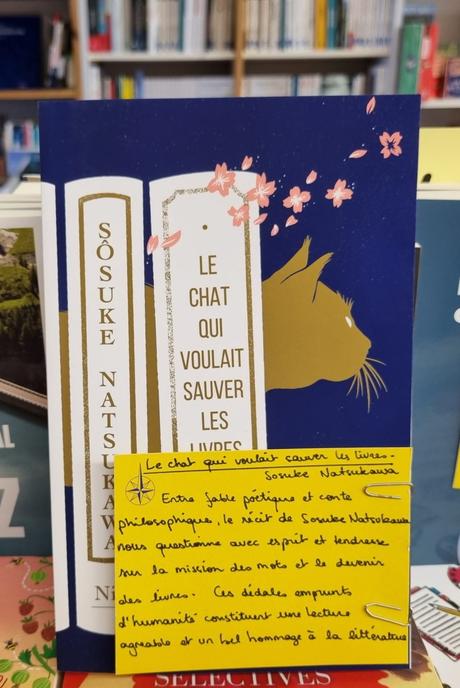 SÔSUKE NATSUKAWA
LE
CHAT
QUI
VOULAIT
SAUVER
LES
LIVRES
Le chat qui voulait sauver les livres -
Sosuke Natsukawa
Entre fable poétique et conte
philosophique, le récit de Sosuke Natsukawa
nous questionne avec esprit et tendresse
sur la mission des mots et le devenir
des livres. Ces dédales empreints
d'humanité constituent une lecture
agréable et un bel hommage à la littérature
SÉLECTIVES